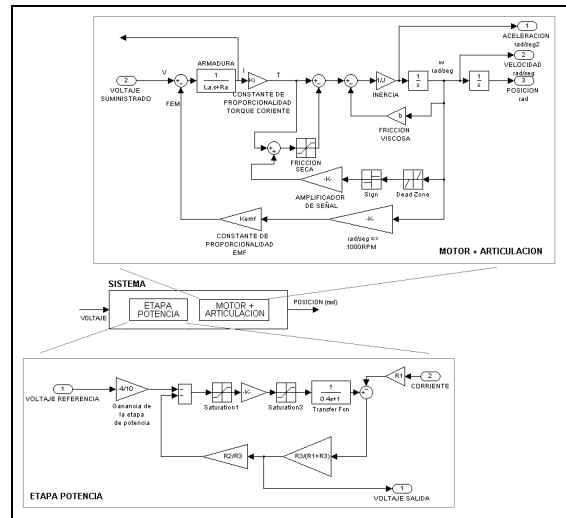 1
ACELERACION
rad/seg2
2
VELOCIDAD
rad/seg
3
POSICION
rad
w
rad/seg
ARMADURA
V
I
T
2
VOLTAJE
SUMINISTRADO
FEM
1
La.s+Ra
Ki
CONSTANTE DE
PROPORCIONALIDAD
TORQUE CORIENTE
1/J
INERCIA
1
s
1
s
b
FRICCION
VISCOSA
FRICCION
SECA
-K-
AMPLIFICADOR
DE SEÑAL
Sign
Dead Zone
Kemf
CONSTANTE DE
PROPORCIONALIDAD
EMF
-K-
rad/seg =>
1000RPM
MOTOR + ARTICULACION
SISTEMA
VOLTAJE
ETAPA
POTENCIA
MOTOR +
ARTICULACION
POSICION (rad)
1
VOLTAJE REFERENCIA
-4/10
Ganancia de
la etapa
de potencia
Saturation1
-K-
Saturation3
1
0.4s+1
Transfer Fcn
R1
2
CORRIENTE
R2/R3
R3/(R1+R3)
1
VOLTAJE SALIDA
ETAPA POTENCIA